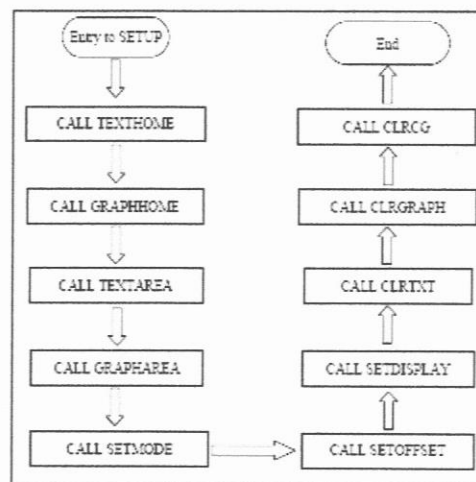 Entry to SETUP
CALL TEXTHOME
CALL GRAPHHOME
CALL TEXTAREA
CALL GRAPHAREA
CALL SETMODE
CALL SETOFFSET
CALL SETDISPLAY
CALL CLRTXT
CALL CLRGRAPH
CALL CLRCG
End